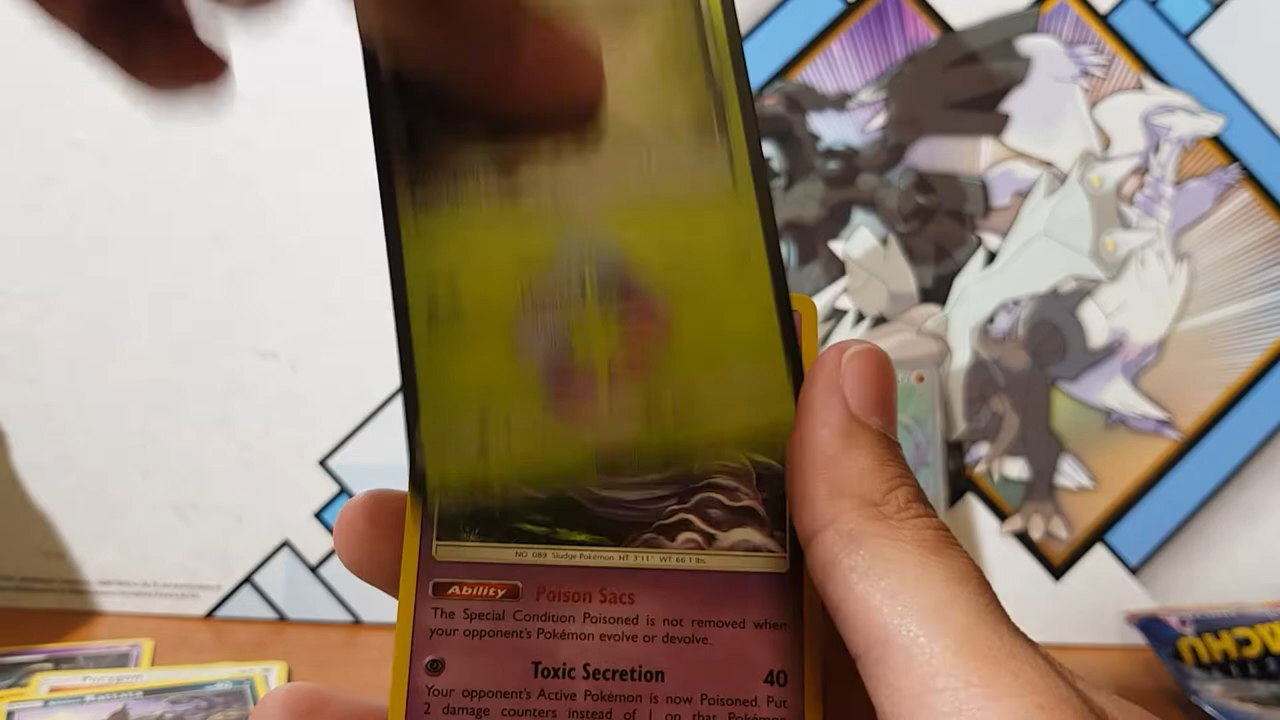 NO. 089 Sludge Pokémon HT 3'11" WT 66.1 lbs.
Ability Poison Sacs
The Special Condition Poisoned is not removed when
your opponent's Pokémon evolve or devolve.
Toxic Secretion 40
Your opponent's Active Pokémon is now Poisoned. Put
2 damage counters instead of 1 on that Pokémon
Porygon
Rattata